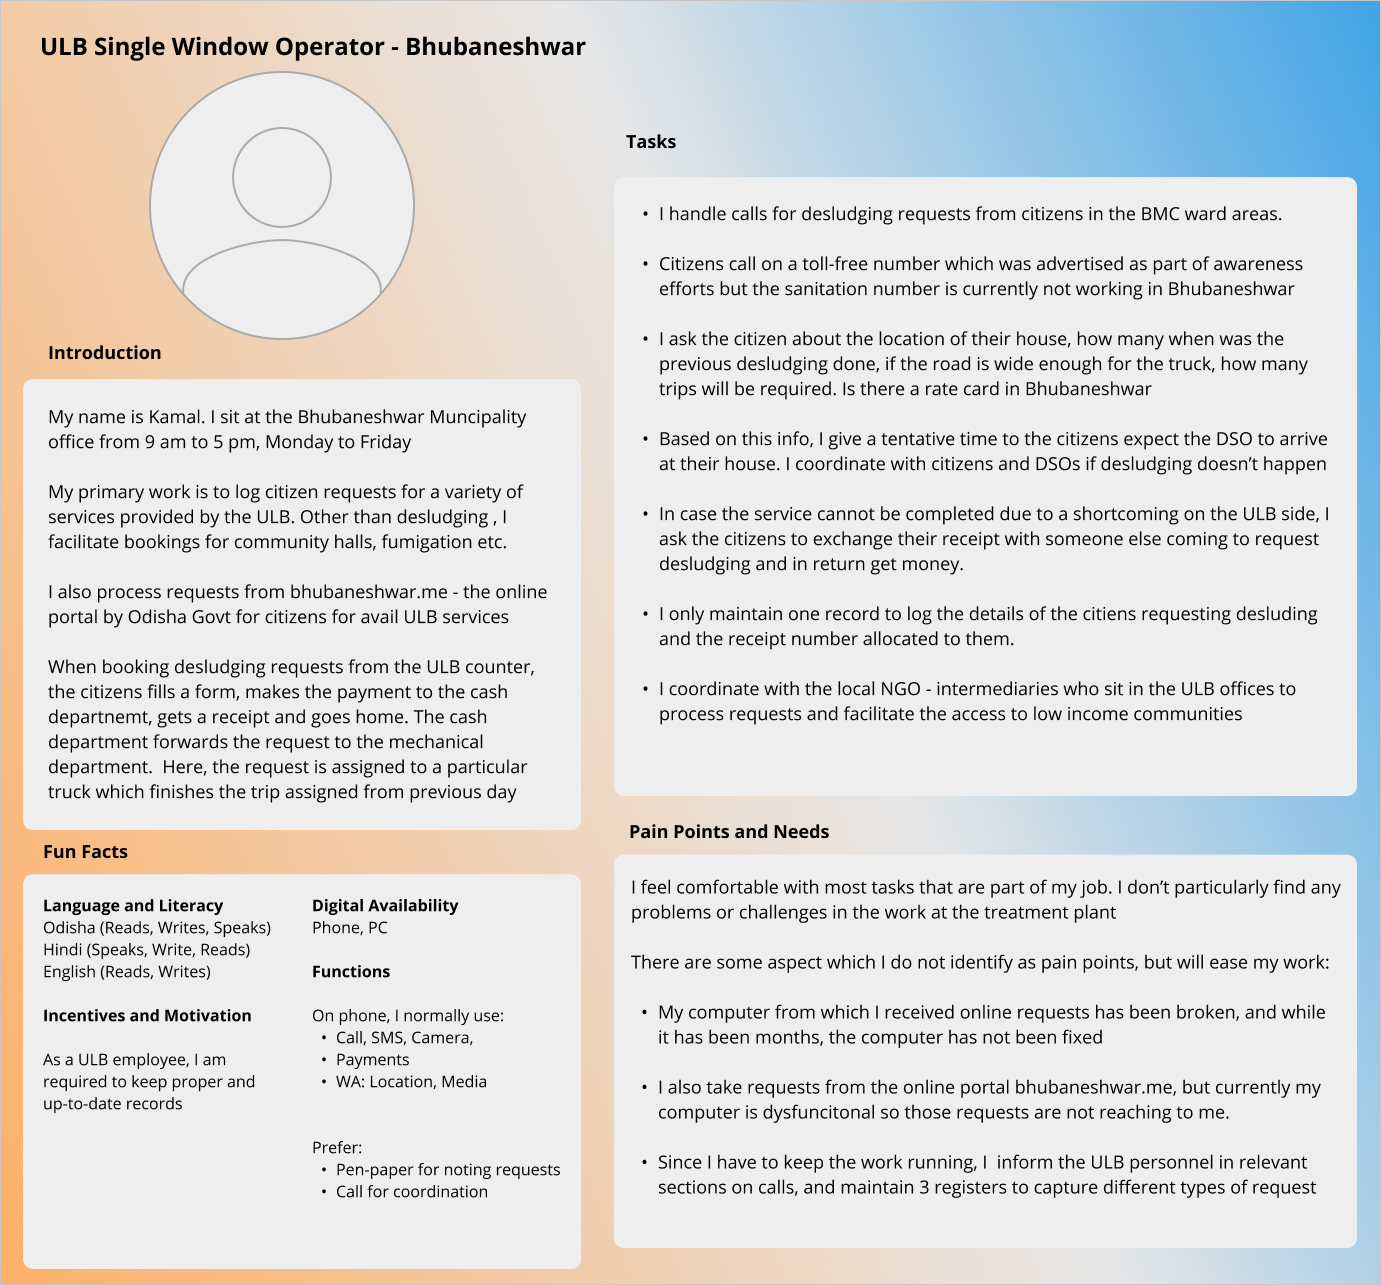 ULB Single Window Operator - Bhubaneshwar
Introduction
My name is Kamal. I sit at the Bhubaneshwar Muncipality
office from 9 am to 5 pm, Monday to Friday
My primary work is to log citizen requests for a variety of
services provided by the ULB. Other than desludging , I
facilitate bookings for community halls, fumigation etc.
I also process requests from bhubaneshwar.me - the online
portal by Odisha Govt for citizens for avail ULB services
When booking desludging requests from the ULB counter,
the citizens fills a form, makes the payment to the cash
departnemt, gets a receipt and goes home. The cash
department forwards the request to the mechanical
department.  Here, the request is assigned to a particular
truck which finishes the trip assigned from previous day
Fun Facts
Language and Literacy
Odisha (Reads, Writes, Speaks)
Hindi (Speaks, Write, Reads)
English (Reads, Writes)
Incentives and Motivation
As a ULB employee, I am
required to keep proper and
up-to-date records
Digital Availability
Phone, PC
Functions
On phone, I normally use:
• Call, SMS, Camera,
• Payments
• WA: Location, Media
Prefer:
• Pen-paper for noting requests
• Call for coordination
Tasks
• I handle calls for desludging requests from citizens in the BMC ward areas.
• Citizens call on a toll-free number which was advertised as part of awareness
efforts but the sanitation number is currently not working in Bhubaneshwar
• I ask the citizen about the location of their house, how many when was the
previous desludging done, if the road is wide enough for the truck, how many
trips will be required. Is there a rate card in Bhubaneshwar
• Based on this info, I give a tentative time to the citizens expect the DSO to arrive
at their house. I coordinate with citizens and DSOs if desludging doesn’t happen
• In case the service cannot be completed due to a shortcoming on the ULB side, I
ask the citizens to exchange their receipt with someone else coming to request
desludging and in return get money.
• I only maintain one record to log the details of the citiens requesting desluding
and the receipt number allocated to them.
• I coordinate with the local NGO - intermediaries who sit in the ULB offices to
process requests and facilitate the access to low income communities
Pain Points and Needs
I feel comfortable with most tasks that are part of my job. I don’t particularly find any
problems or challenges in the work at the treatment plant
There are some aspect which I do not identify as pain points, but will ease my work:
• My computer from which I received online requests has been broken, and while
it has been months, the computer has not been fixed
• I also take requests from the online portal bhubaneshwar.me, but currently my
computer is dysfuncitonal so those requests are not reaching to me.
• Since I have to keep the work running, I  inform the ULB personnel in relevant
sections on calls, and maintain 3 registers to capture different types of request